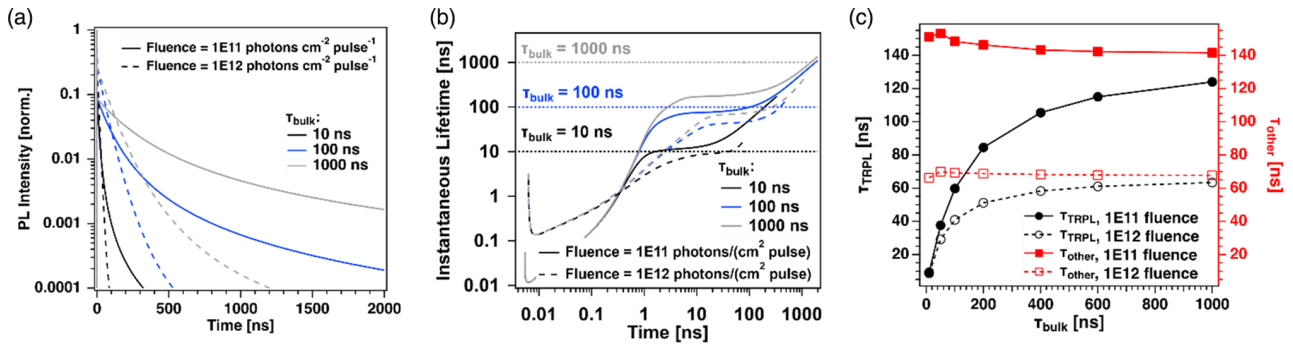 (a)
PL Intensity [norm.]
1
0.1
0.01
0.001
0.0001
Fluence = 1E11 photons cm⁻² pulse⁻¹
Fluence = 1E12 photons cm⁻² pulse⁻¹
τbulk:
10 ns
100 ns
1000 ns
0
500
1000
1500
2000
Time [ns]
(b)
Instantaneous Lifetime [ns]
1000
100
10
1
0.1
0.01
τbulk = 1000 ns
τbulk = 100 ns
τbulk = 10 ns
τbulk:
10 ns
100 ns
1000 ns
Fluence = 1E11 photons/(cm² pulse)
Fluence = 1E12 photons/(cm² pulse)
0.01
0.1
1
10
100
1000
Time [ns]
(c)
τTRPL [ns]
140
120
100
80
60
40
20
τTRPL, 1E11 fluence
τTRPL, 1E12 fluence
τother, 1E11 fluence
τother, 1E12 fluence
0
200
400
600
800
1000
τbulk [ns]
140
120
100
80
60
40
20
τother [ns]